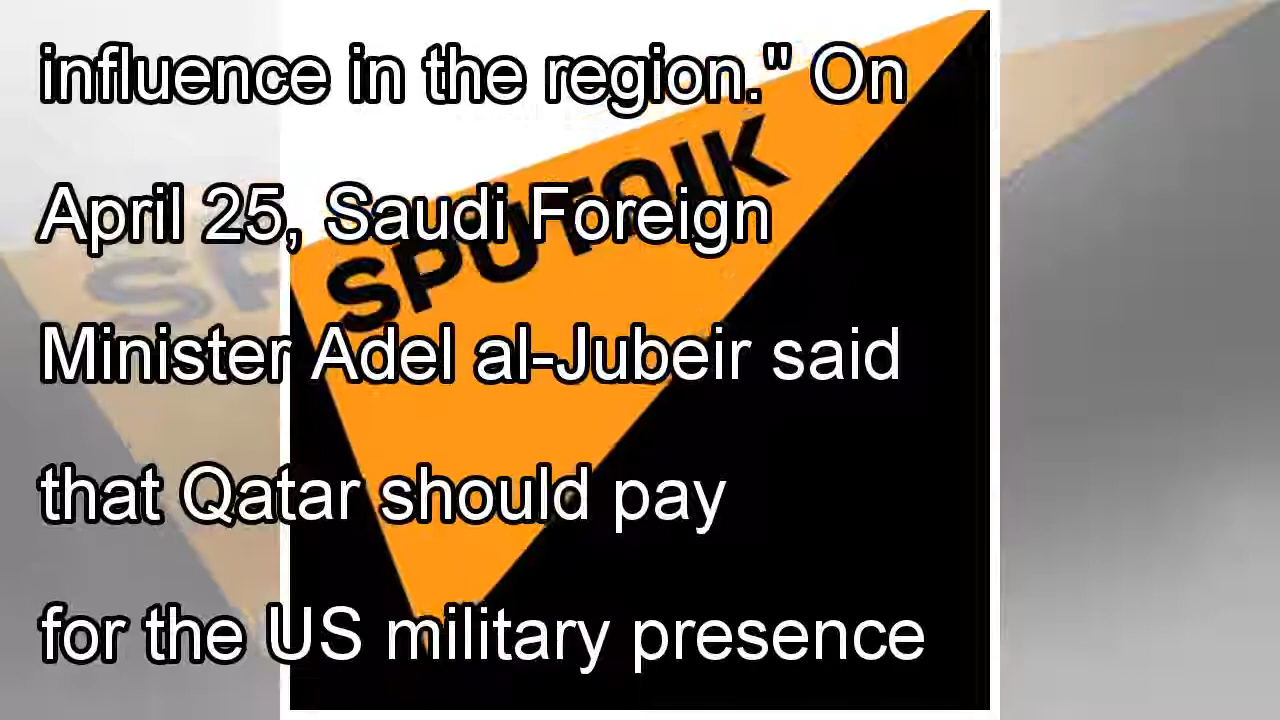 influence in the region." On
April 25, Saudi Foreign
Minister Adel al-Jubeir said
that Qatar should pay
for the US military presence
SPUTNIK